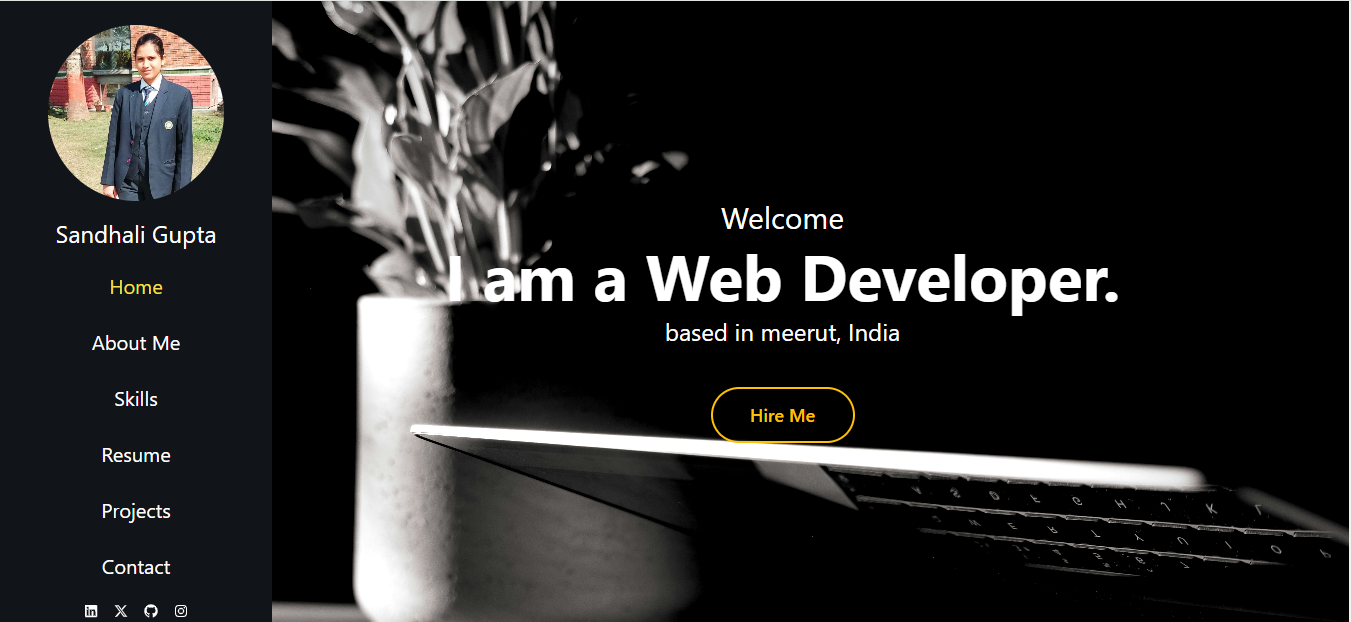 Sandhali Gupta
Home
About Me
Skills
Resume
Projects
Contact
Welcome
I am a Web Developer.
based in meerut, India
Hire Me
A S D F G H J K L
W E R T Y U I O P